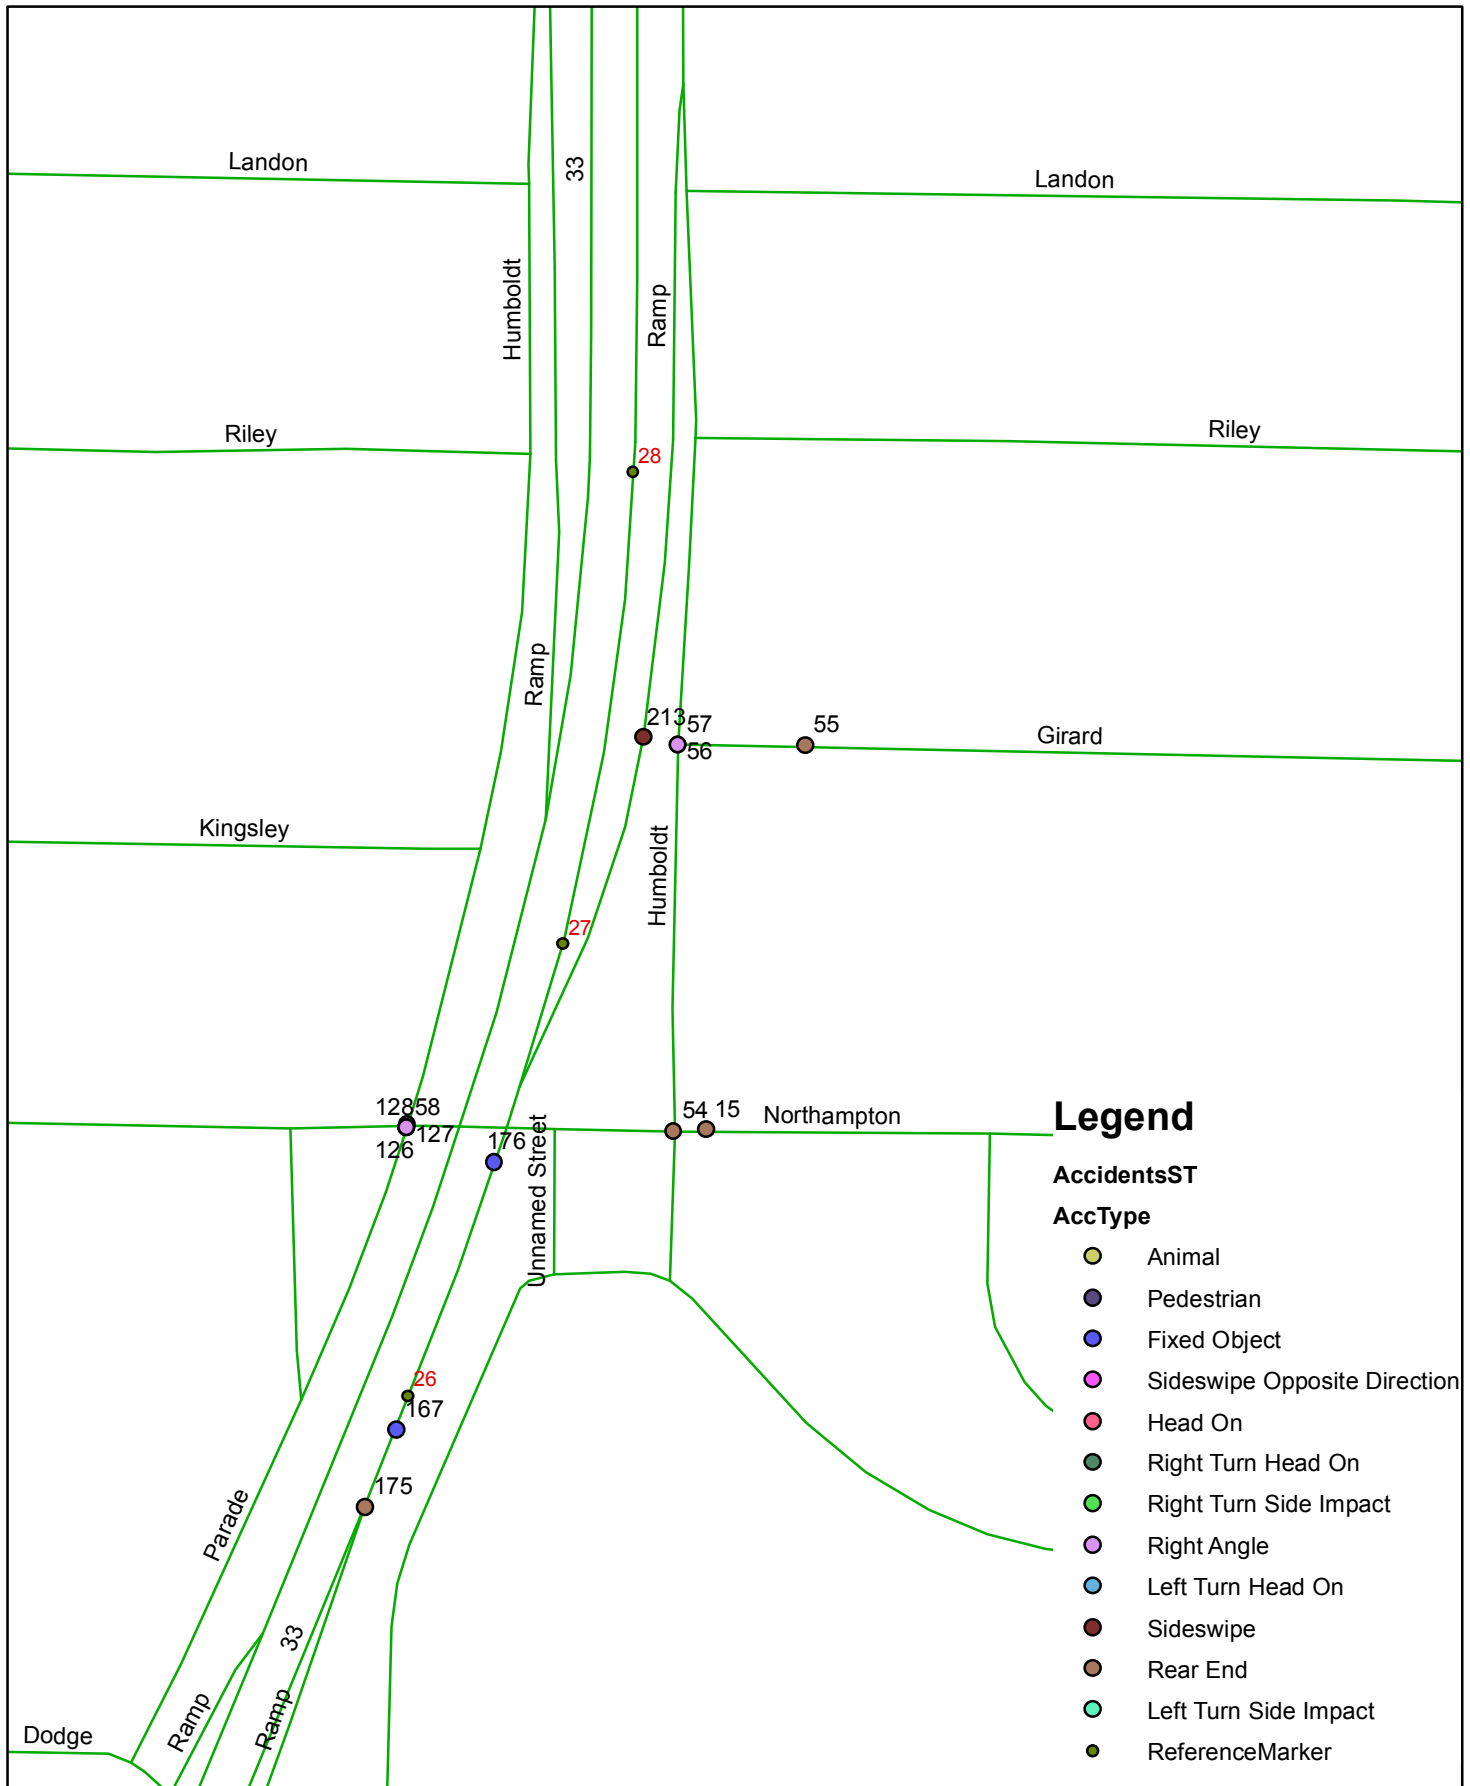 Landon
33
Landon
Humboldt
Ramp
Riley
Riley
28
Ramp
213
57
56
55
Girard
Kingsley
Humboldt
27
128
58
127
126
176
Unnamed Street
54
15
Northampton
26
167
175
Parade
33
Ramp
Ramp
Dodge
Legend
AccidentsST
AccType
Animal
Pedestrian
Fixed Object
Sideswipe Opposite Direction
Head On
Right Turn Head On
Right Turn Side Impact
Right Angle
Left Turn Head On
Sideswipe
Rear End
Left Turn Side Impact
ReferenceMarker